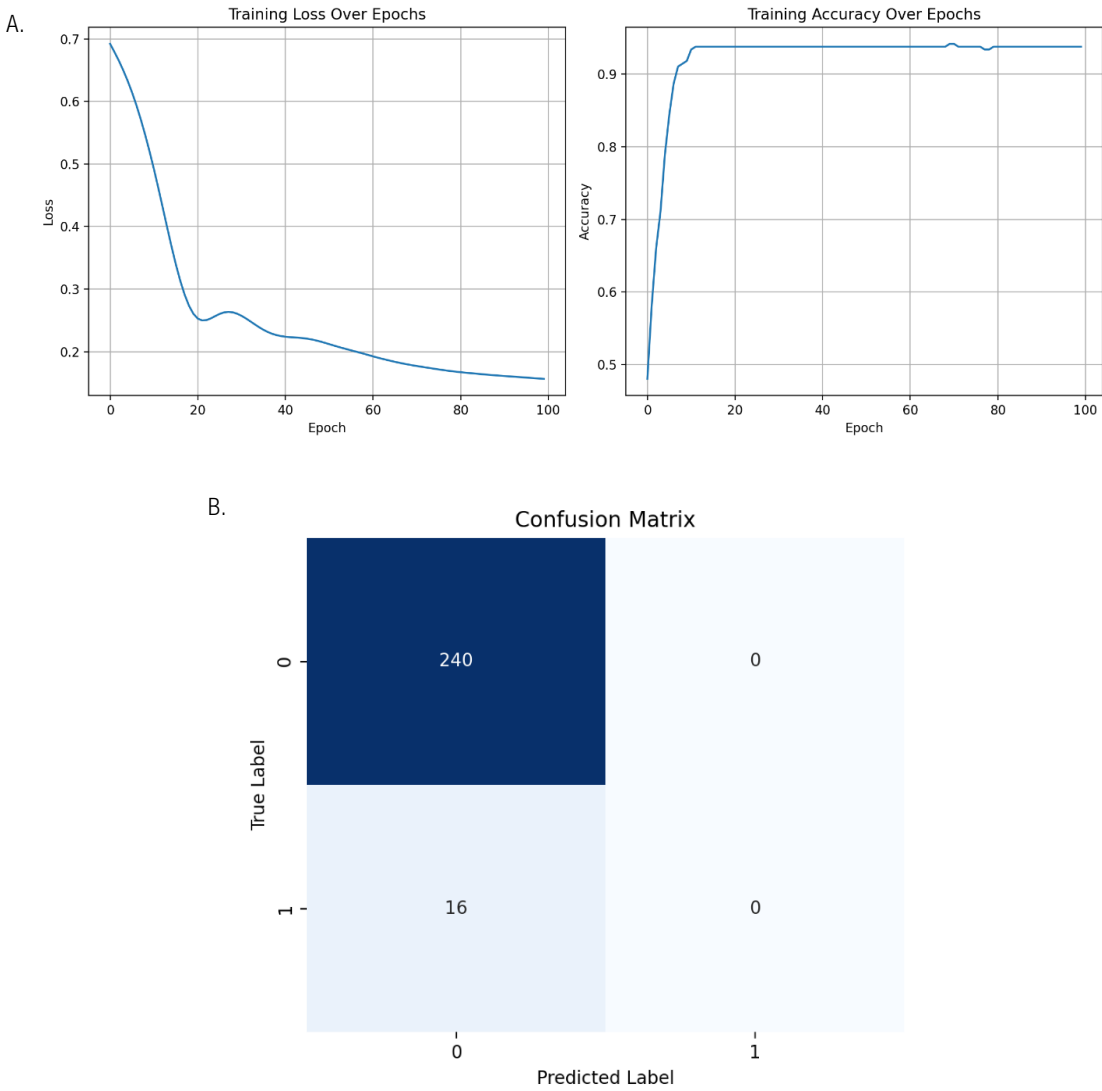 A.
Training Loss Over Epochs
0.7
0.6
0.5
0.4
0.3
0.2
Loss
0 20 40 60 80 100
Epoch
Training Accuracy Over Epochs
0.9
0.8
0.7
0.6
0.5
Accuracy
0 20 40 60 80 100
Epoch
B.
Confusion Matrix
True Label
0
240 0
1
16 0
0 1
Predicted Label